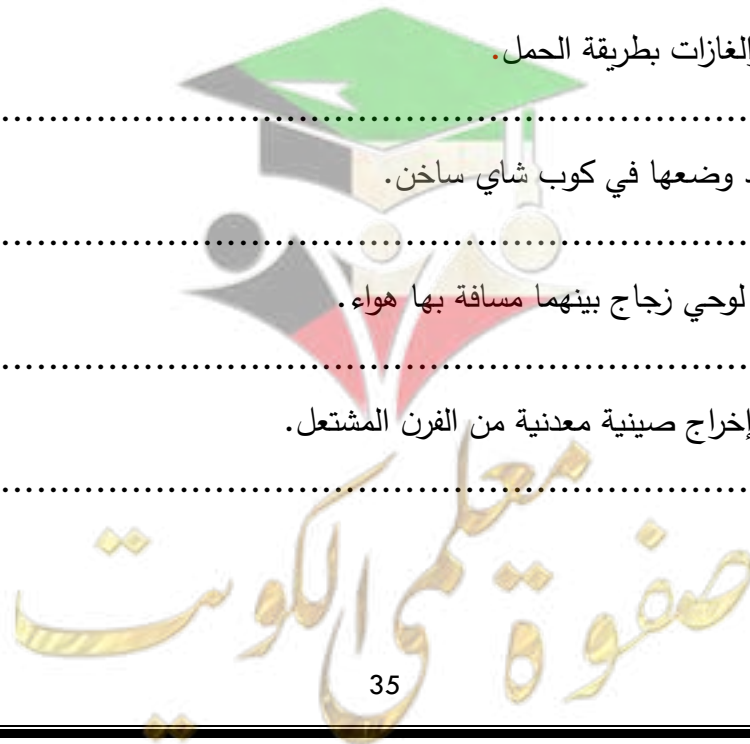 الغازات بطريقة الحمل.
................................................................
وضعها في كوب شاي ساخن.
................................................................
لوحي زجاج بينهما مسافة بها هواء.
................................................................
إخراج صينية معدنية من الفرن المشتعل.
................................................................
صفوة معلمى الكويت
35